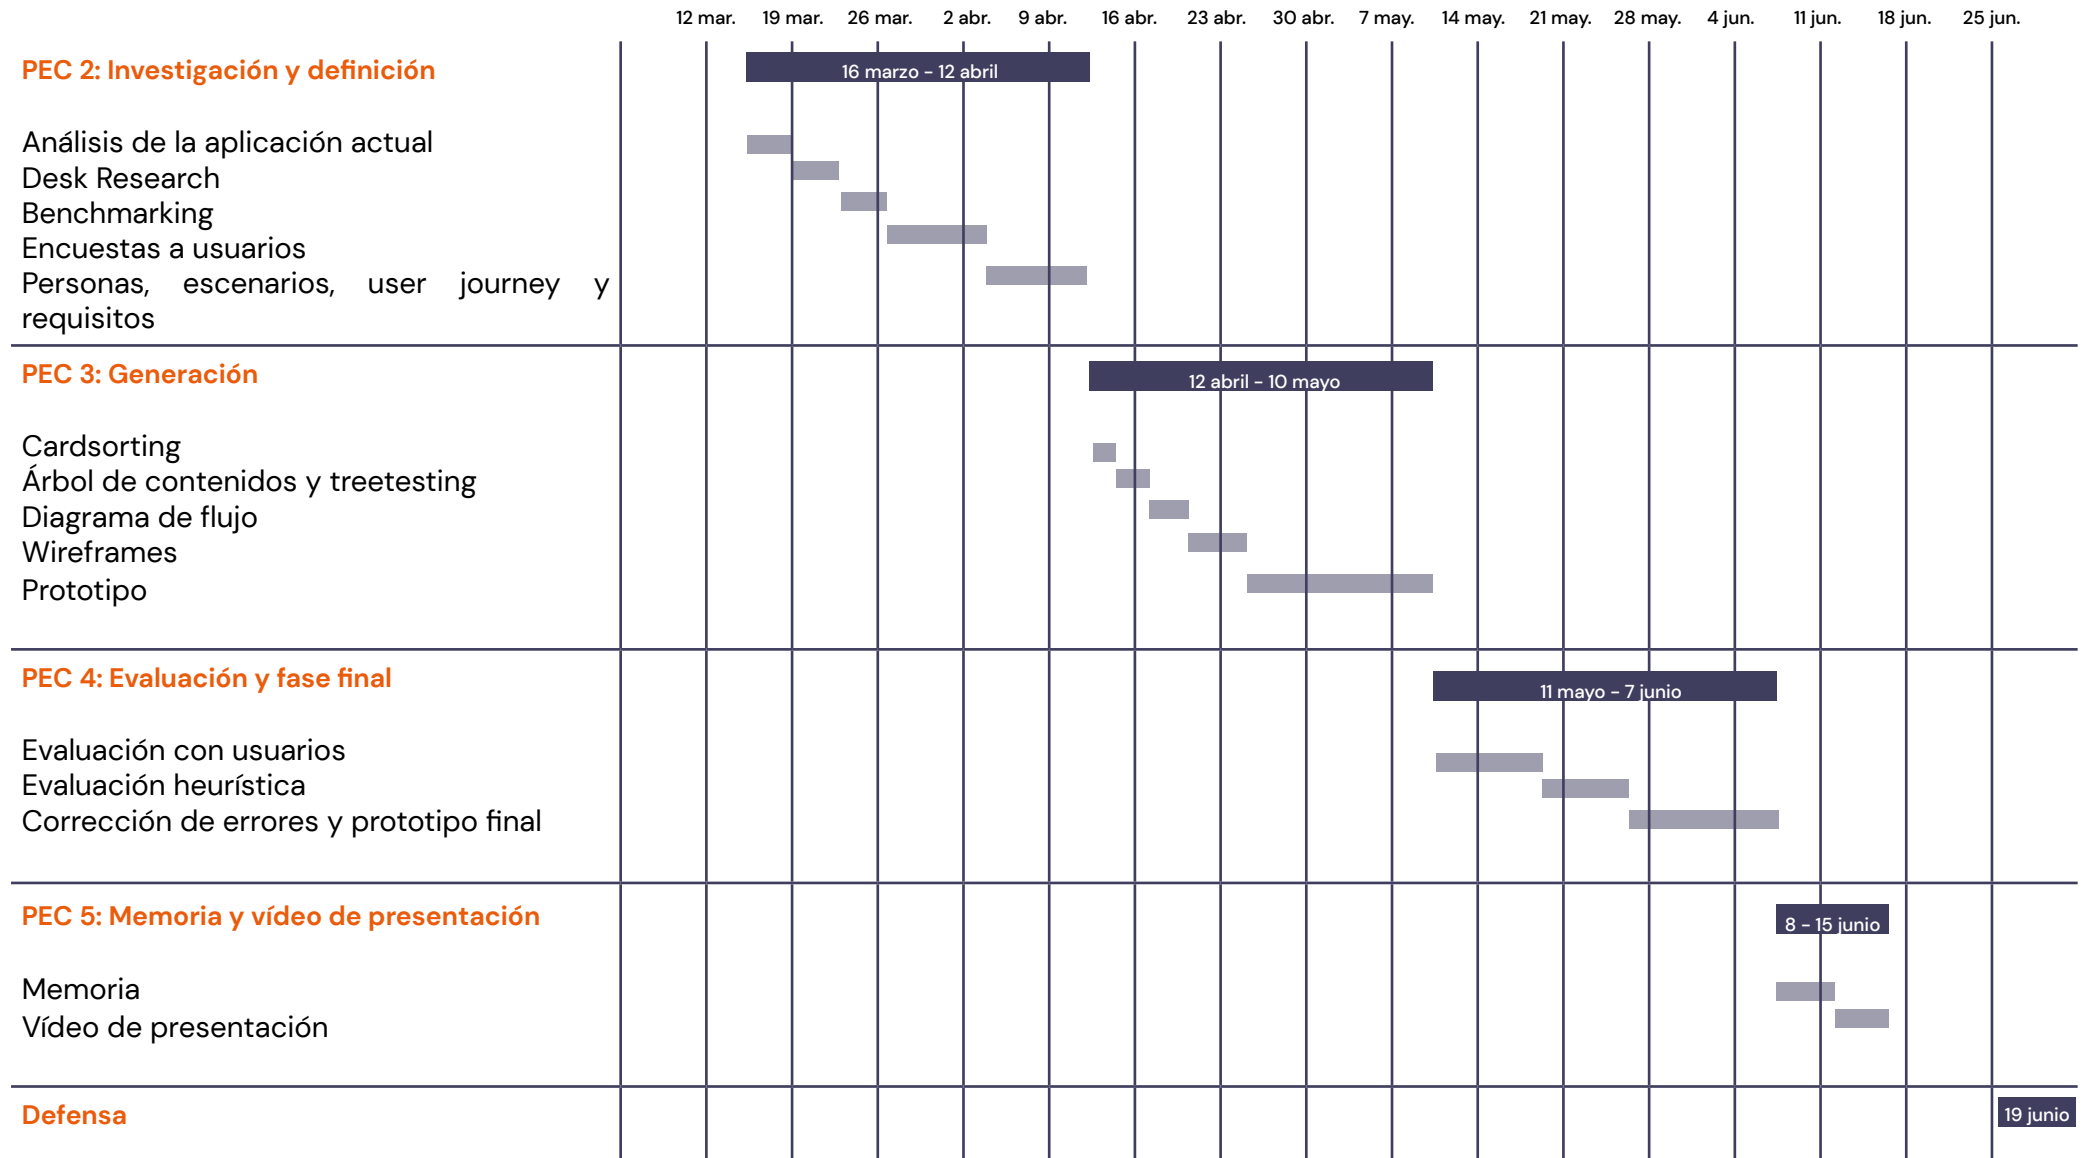 12 mar. 19 mar. 26 mar. 2 abr. 9 abr. 16 abr. 23 abr. 30 abr. 7 may. 14 may. 21 may. 28 may. 4 jun. 11 jun. 18 jun. 25 jun.
PEC 2: Investigación y definición
16 marzo - 12 abril
Análisis de la aplicación actual
Desk Research
Benchmarking
Encuestas a usuarios
Personas, escenarios, user journey y
requisitos
PEC 3: Generación
12 abril - 10 mayo
Cardsorting
Árbol de contenidos y treetesting
Diagrama de flujo
Wireframes
Prototipo
PEC 4: Evaluación y fase final
11 mayo - 7 junio
Evaluación con usuarios
Evaluación heurística
Corrección de errores y prototipo final
PEC 5: Memoria y vídeo de presentación
8 - 15 junio
Memoria
Vídeo de presentación
Defensa
19 junio